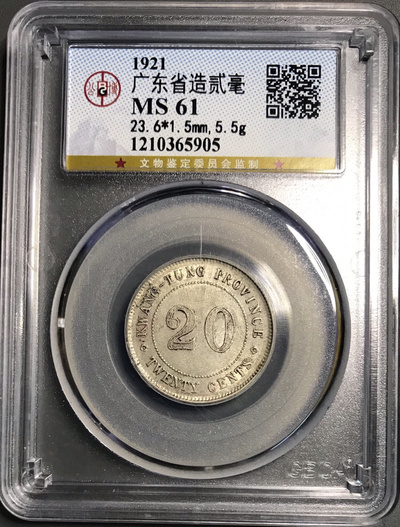 1921
广东省造贰毫
MS 61
23.6*1.5mm,5.5g
1210365905
★ 文物鉴定委员会监制 ★
KWANG-TUNG PROVINCE
20
TWENTY CENTS